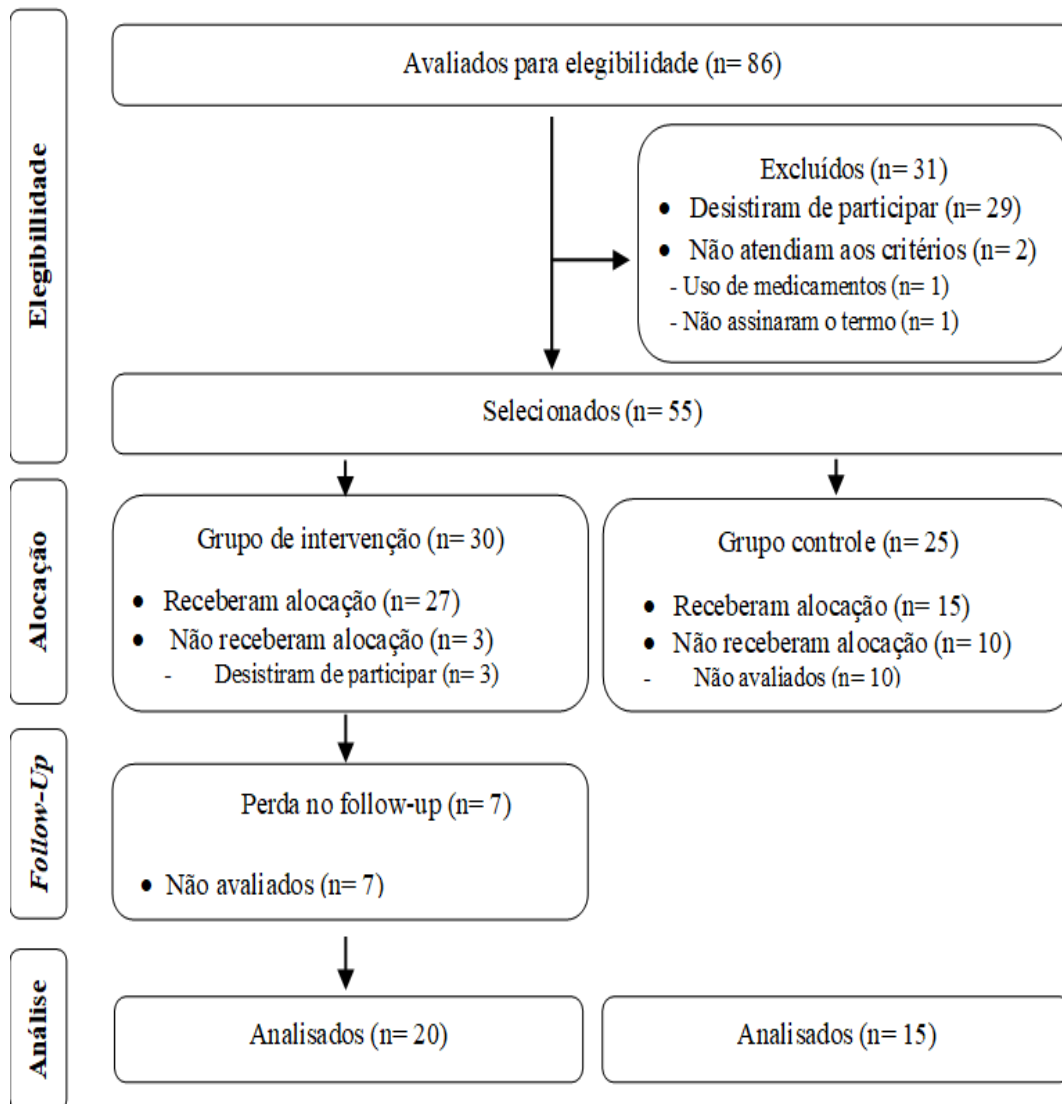 Elegibillidade
Avaliados para elegibilidade (n= 86)
Excluídos (n= 31)
• Desistiram de participar (n= 29)
• Não atendiam aos critérios (n= 2)
- Uso de medicamentos (n= 1)
- Não assinaram o termo (n= 1)
Selecionados (n= 55)
Alocação
Grupo de intervenção (n= 30)
• Receberam alocação (n= 27)
• Não receberam alocação (n= 3)
- Desistiram de participar (n= 3)
Grupo controle (n= 25)
• Receberam alocação (n= 15)
• Não receberam alocação (n= 10)
- Não avaliados (n= 10)
Follow-Up
Perda no follow-up (n= 7)
• Não avaliados (n= 7)
Análise
Analisados (n= 20)
Analisados (n= 15)